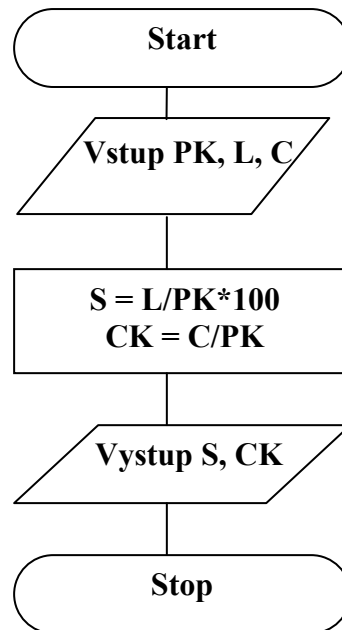 Start
Vstup PK, L, C
S = L/PK*100
CK = C/PK
Vystup S, CK
Stop